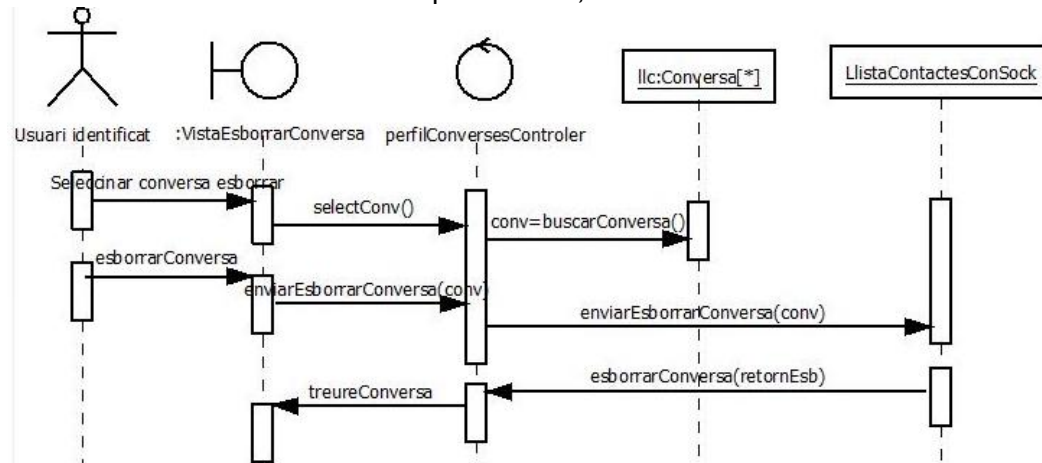 llc:Conversa[*]
LlistaContactesConSock
Usuari identificat
:VistaEsborrarConversa
perfilConversesControler
Seleccinar conversa esborrar
selectConv()
conv=buscarConversa()
esborrarConversa
enviarEsborrarConversa(conv)
enviarEsborrarConversa(conv)
esborrarConversa(retornEsb)
treureConversa